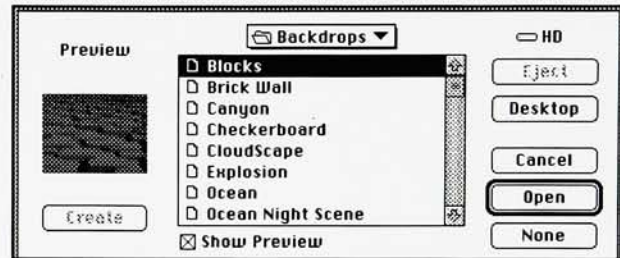 Preview
Backdrops
HD
Blocks
Brick Wall
Canyon
Checkerboard
CloudScape
Explosion
Ocean
Ocean Night Scene
Create
Show Preview
Eject
Desktop
Cancel
Open
None